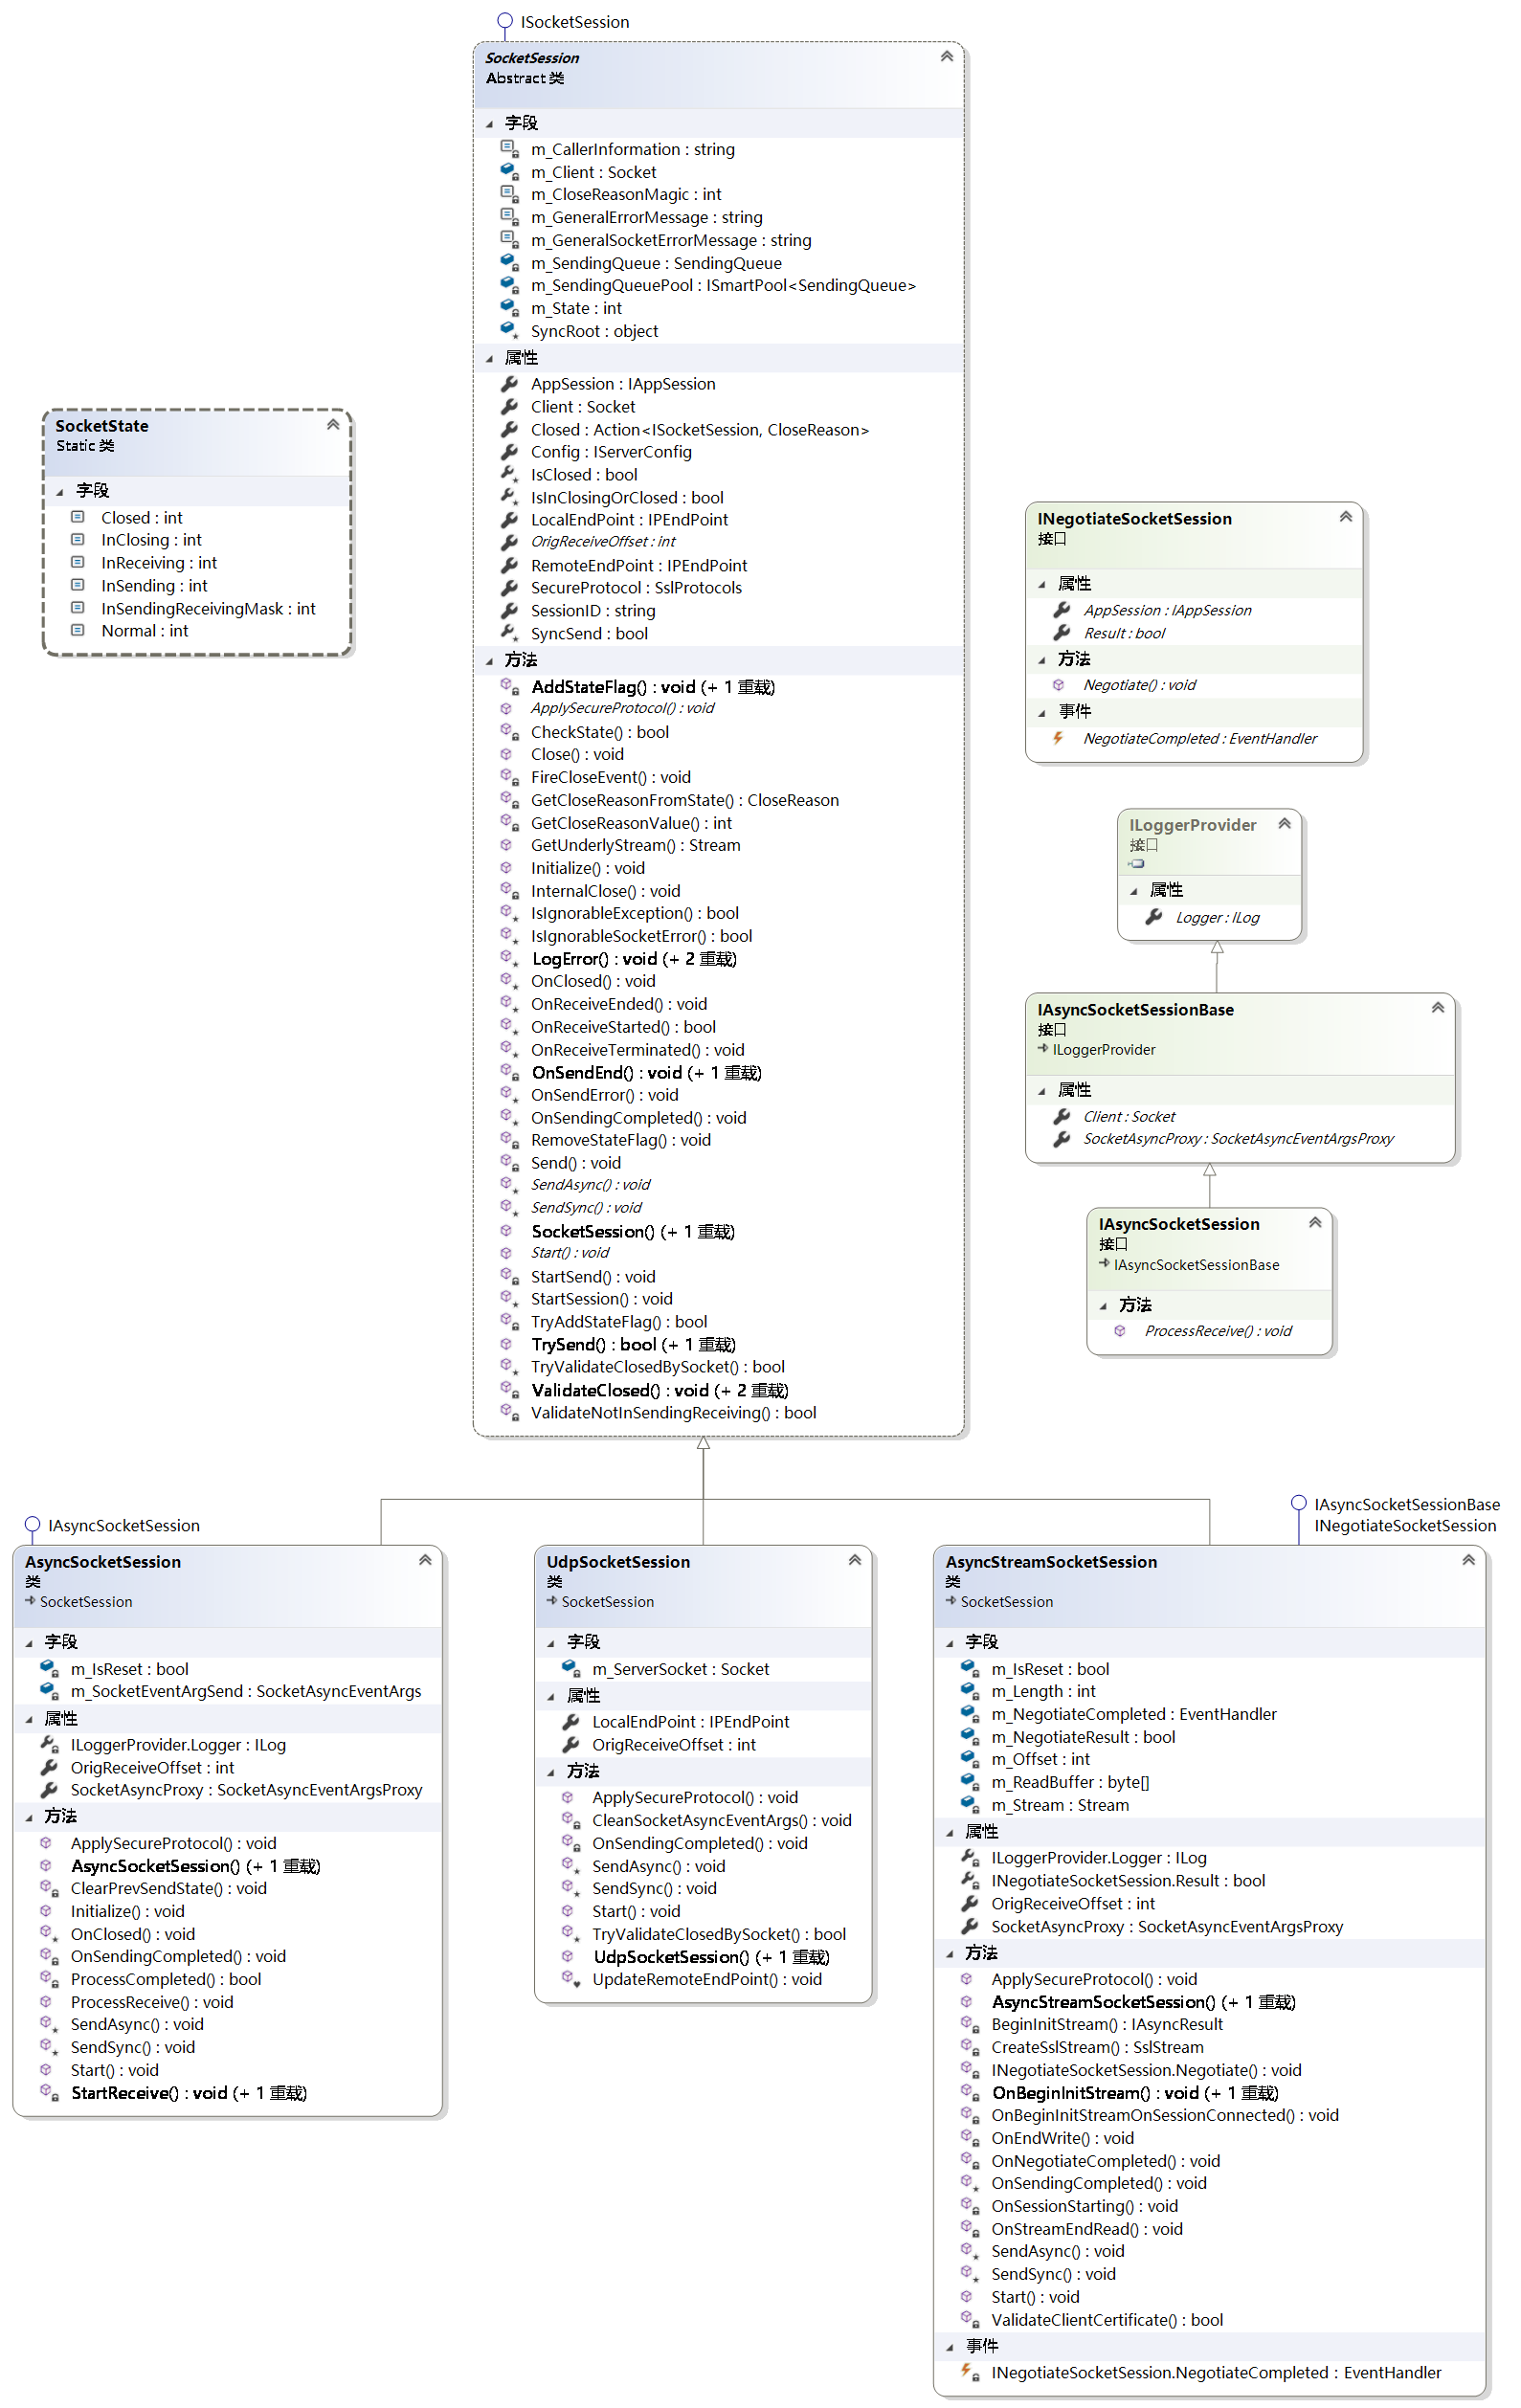 ISocketSession
SocketSession
Abstract 类
字段
m_CallerInformation : string
m_Client : Socket
m_CloseReasonMagic : int
m_GeneralErrorMessage : string
m_GeneralSocketErrorMessage : string
m_SendingQueue : SendingQueue
m_SendingQueuePool : ISmartPool<SendingQueue>
m_State : int
SyncRoot : object
属性
AppSession : IAppSession
Client : Socket
Closed : Action<ISocketSession, CloseReason>
Config : IServerConfig
IsClosed : bool
IsInClosingOrClosed : bool
LocalEndPoint : IPEndPoint
OrigReceiveOffset : int
RemoteEndPoint : IPEndPoint
SecureProtocol : SslProtocols
SessionID : string
SyncSend : bool
方法
AddStateFlag() : void (+ 1 重载)
ApplySecureProtocol() : void
CheckState() : bool
Close() : void
FireCloseEvent() : void
GetCloseReasonFromState() : CloseReason
GetCloseReasonValue() : int
GetUnderlyStream() : Stream
Initialize() : void
InternalClose() : void
IsIgnorableException() : bool
IsIgnorableSocketError() : bool
LogError() : void (+ 2 重载)
OnClosed() : void
OnReceiveEnded() : void
OnReceiveStarted() : bool
OnReceiveTerminated() : void
OnSendEnd() : void (+ 1 重载)
OnSendError() : void
OnSendingCompleted() : void
RemoveStateFlag() : void
Send() : void
SendAsync() : void
SendSync() : void
SocketSession() (+ 1 重载)
Start() : void
StartSend() : void
StartSession() : void
TryAddStateFlag() : bool
TrySend() : bool (+ 1 重载)
TryValidateClosedBySocket() : bool
ValidateClosed() : void (+ 2 重载)
ValidateNotInSendingReceiving() : bool
SocketState
Static 类
字段
Closed : int
InClosing : int
InReceiving : int
InSending : int
InSendingReceivingMask : int
Normal : int
INegotiateSocketSession
接口
属性
AppSession : IAppSession
Result : bool
方法
Negotiate() : void
事件
NegotiateCompleted : EventHandler
ILoggerProvider
接口
属性
Logger : ILog
IAsyncSocketSessionBase
接口
ILoggerProvider
属性
Client : Socket
SocketAsyncProxy : SocketAsyncEventArgsProxy
IAsyncSocketSession
接口
IAsyncSocketSessionBase
方法
ProcessReceive() : void
IAsyncSocketSession
AsyncSocketSession
类
SocketSession
字段
m_IsReset : bool
m_SocketEventArgSend : SocketAsyncEventArgs
属性
ILoggerProvider.Logger : ILog
OrigReceiveOffset : int
SocketAsyncProxy : SocketAsyncEventArgsProxy
方法
ApplySecureProtocol() : void
AsyncSocketSession() (+ 1 重载)
ClearPrevSendState() : void
Initialize() : void
OnClosed() : void
OnSendingCompleted() : void
ProcessCompleted() : bool
ProcessReceive() : void
SendAsync() : void
SendSync() : void
Start() : void
StartReceive() : void (+ 1 重载)
UdpSocketSession
类
SocketSession
字段
m_ServerSocket : Socket
属性
LocalEndPoint : IPEndPoint
OrigReceiveOffset : int
方法
ApplySecureProtocol() : void
CleanSocketAsyncEventArgs() : void
OnSendingCompleted() : void
SendAsync() : void
SendSync() : void
Start() : void
TryValidateClosedBySocket() : bool
UdpSocketSession() (+ 1 重载)
UpdateRemoteEndPoint() : void
IAsyncSocketSessionBase
INegotiateSocketSession
AsyncStreamSocketSession
类
SocketSession
字段
m_IsReset : bool
m_Length : int
m_NegotiateCompleted : EventHandler
m_NegotiateResult : bool
m_Offset : int
m_ReadBuffer : byte[]
m_Stream : Stream
属性
ILoggerProvider.Logger : ILog
INegotiateSocketSession.Result : bool
OrigReceiveOffset : int
SocketAsyncProxy : SocketAsyncEventArgsProxy
方法
ApplySecureProtocol() : void
AsyncStreamSocketSession() (+ 1 重载)
BeginInitStream() : IAsyncResult
CreateSslStream() : SslStream
INegotiateSocketSession.Negotiate() : void
OnBeginInitStream() : void (+ 1 重载)
OnBeginInitStreamOnSessionConnected() : void
OnEndWrite() : void
OnNegotiateCompleted() : void
OnSendingCompleted() : void
OnSessionStarting() : void
OnStreamEndRead() : void
SendAsync() : void
SendSync() : void
Start() : void
ValidateClientCertificate() : bool
事件
INegotiateSocketSession.NegotiateCompleted : EventHandler